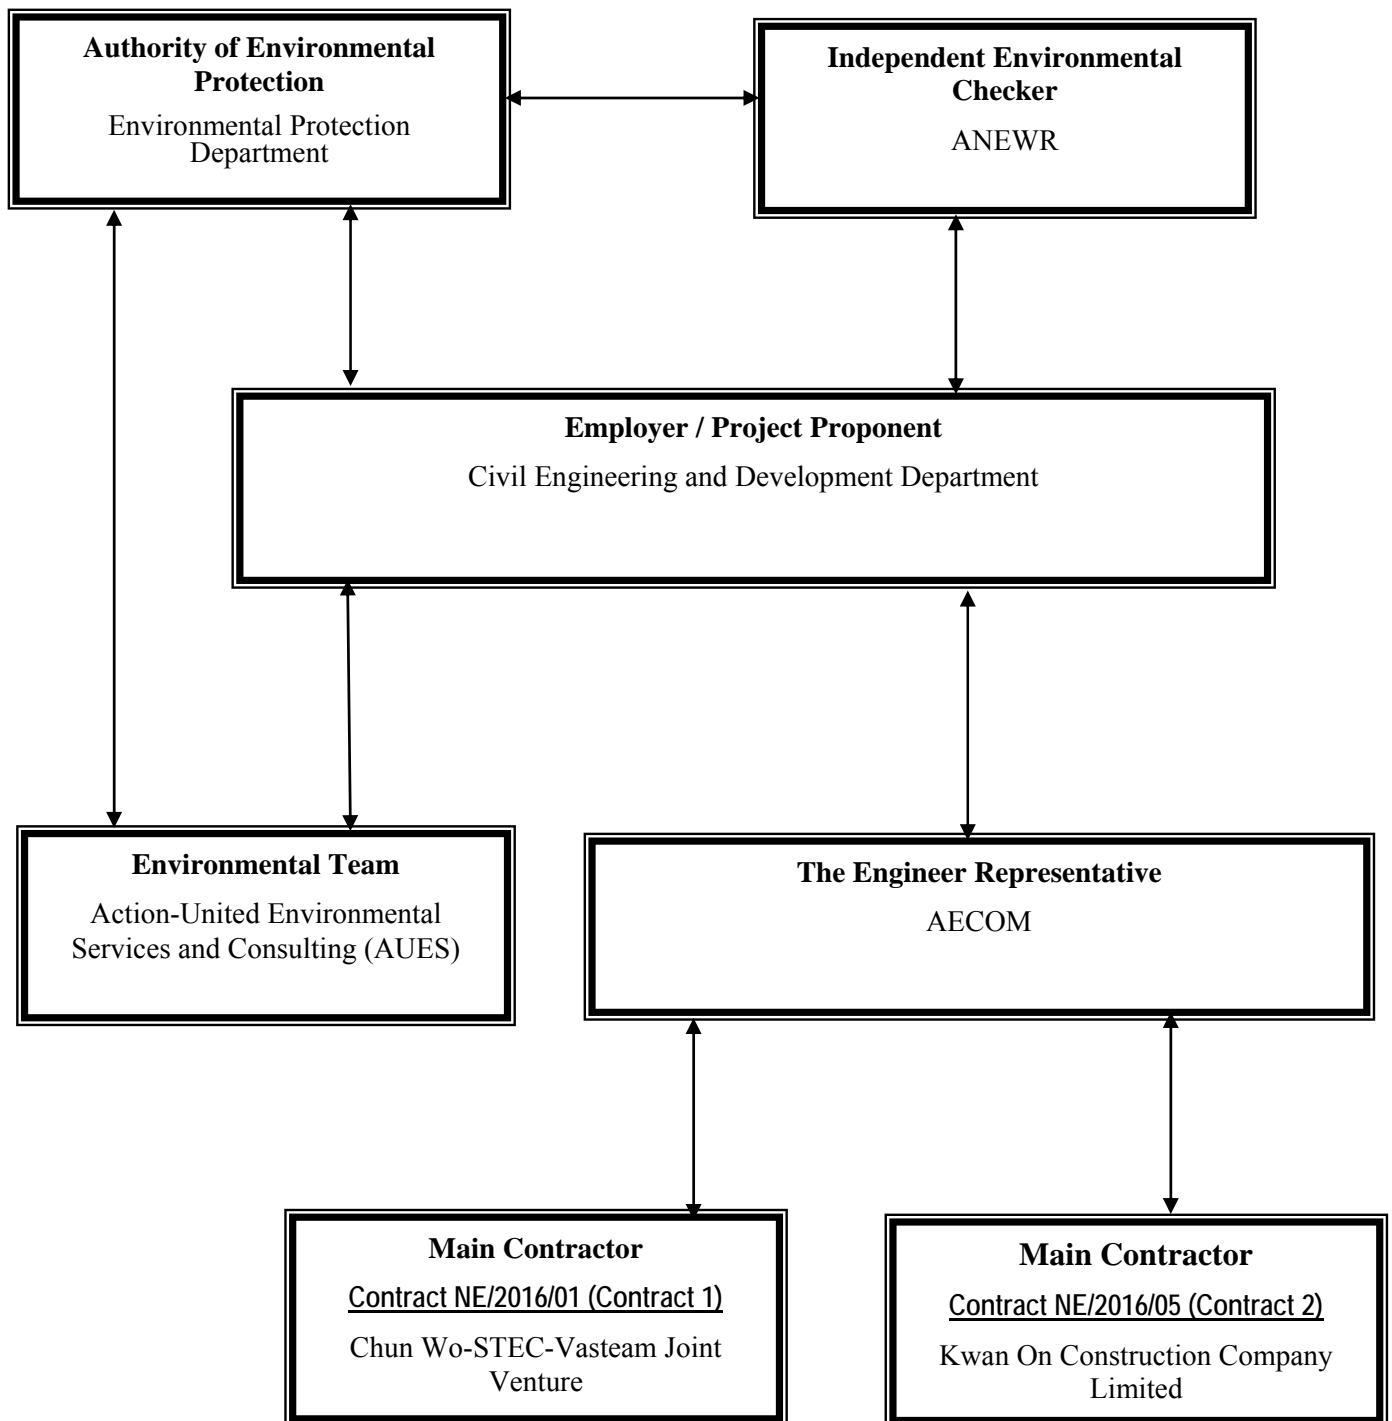 Authority of Environmental
Protection
Environmental Protection
Department
Independent Environmental
Checker
ANEWR
Employer / Project Proponent
Civil Engineering and Development Department
Environmental Team
Action-United Environmental
Services and Consulting (AUES)
The Engineer Representative
AECOM
Main Contractor
Contract NE/2016/01 (Contract 1)
Chun Wo-STEC-Vasteam Joint
Venture
Main Contractor
Contract NE/2016/05 (Contract 2)
Kwan On Construction Company
Limited